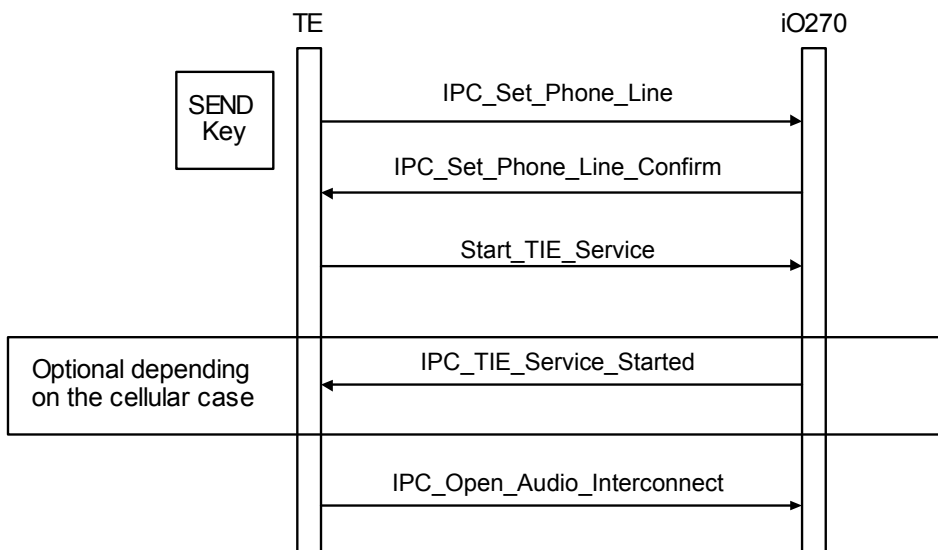 TE
iO270
SEND
Key
IPC_Set_Phone_Line
IPC_Set_Phone_Line_Confirm
Start_TIE_Service
Optional depending
on the cellular case
IPC_TIE_Service_Started
IPC_Open_Audio_Interconnect